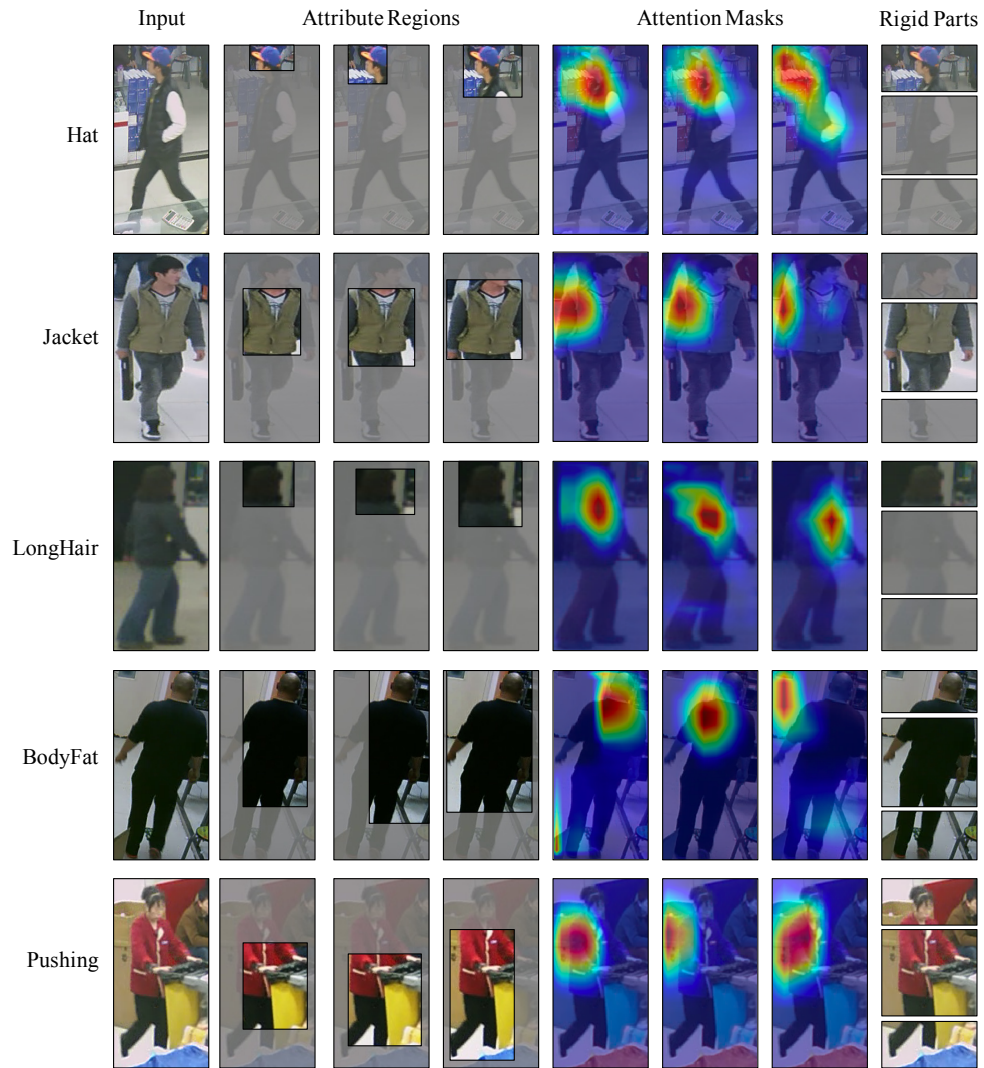 Input Attribute Regions Attention Masks Rigid Parts
Hat
Jacket
LongHair
BodyFat
Pushing